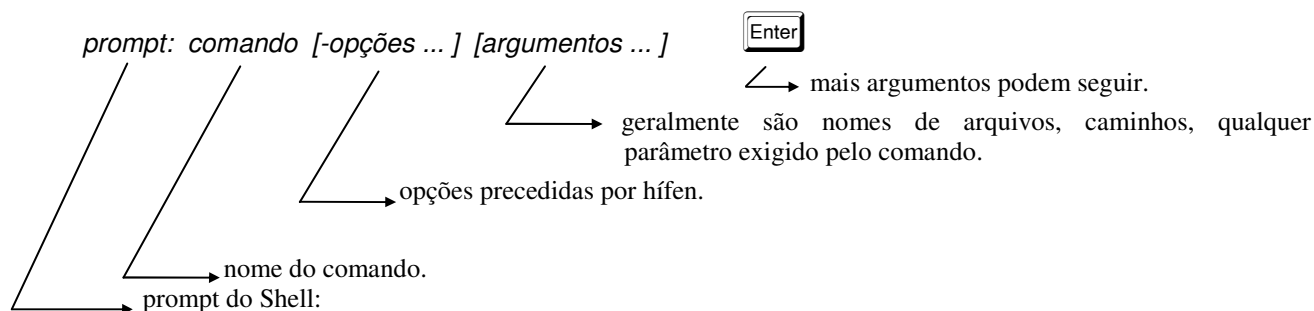 prompt: comando [-opções ... ] [argumentos ... ] Enter
mais argumentos podem seguir.
geralmente são nomes de arquivos, caminhos, qualquer
parâmetro exigido pelo comando.
opções precedidas por hífen.
nome do comando.
prompt do Shell: